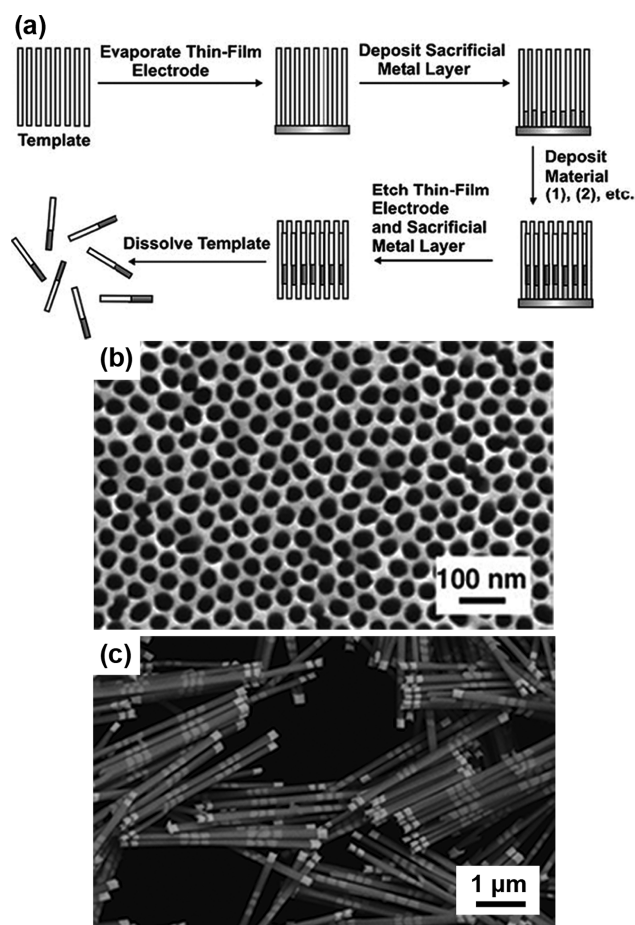 (a)
Evaporate Thin-Film
Electrode
Deposit Sacrificial
Metal Layer
Template
Deposit
Material
(1), (2), etc.
Etch Thin-Film
Electrode
and Sacrificial
Metal Layer
Dissolve Template
(b)
100 nm
(c)
1 µm